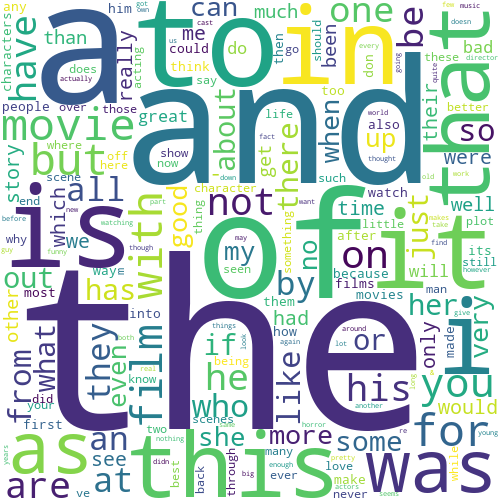 the
and
of
a
to
in
is
it
this
that
i
was
as
for
with
movie
but
film
on
not
you
his
are
have
be
he
one
all
at
by
an
they
who
so
from
like
or
just
her
about
out
has
if
there
some
what
good
more
when
very
up
no
she
my
even
would
which
only
story
really
see
their
had
can
were
me
well
than
much
we
been
bad
get
will
do
also
into
people
other
first
great
because
how
him
most
don
made
its
then
way
make
them
too
could
any
movies
after
think
characters
character
watch
two
films
many
being
seen
plot
never
little
acting
where
love
best
life
did
know
show
does
ever
your
better
off
over
still
these
end
say
here
man
why
scene
while
scenes
such
something
go
should
through
back
those
watching
though
now
thing
years
actors
didn
thought
another
before
new
nothing
actually
makes
find
look
few
going
work
part
lot
every
director
cast
us
quite
want
pretty
things
seems
around
got
take
fact
enough
give
own
may
big
horror
however
both
old
long
again
world
guy
funny
music
doesn
down
real
re
ve
same